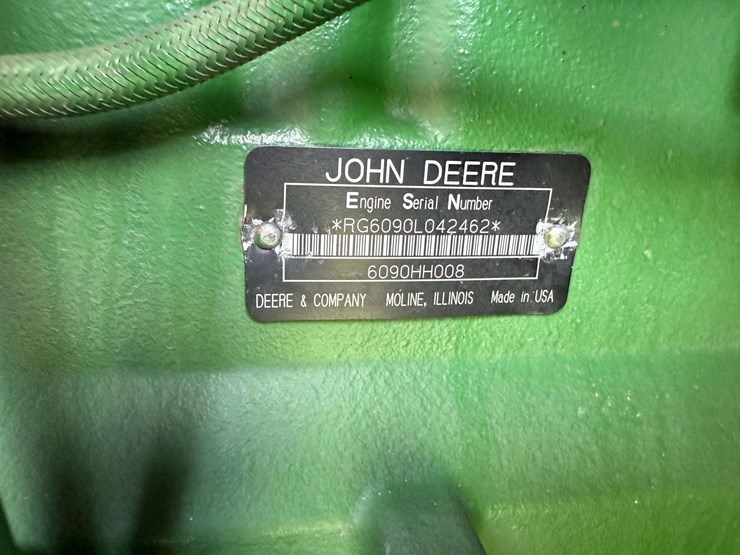 JOHN DEERE
Engine Serial Number
*RG6090L042462*
6090HH008
DEERE & COMPANY MOLINE, ILLINOIS Made in USA